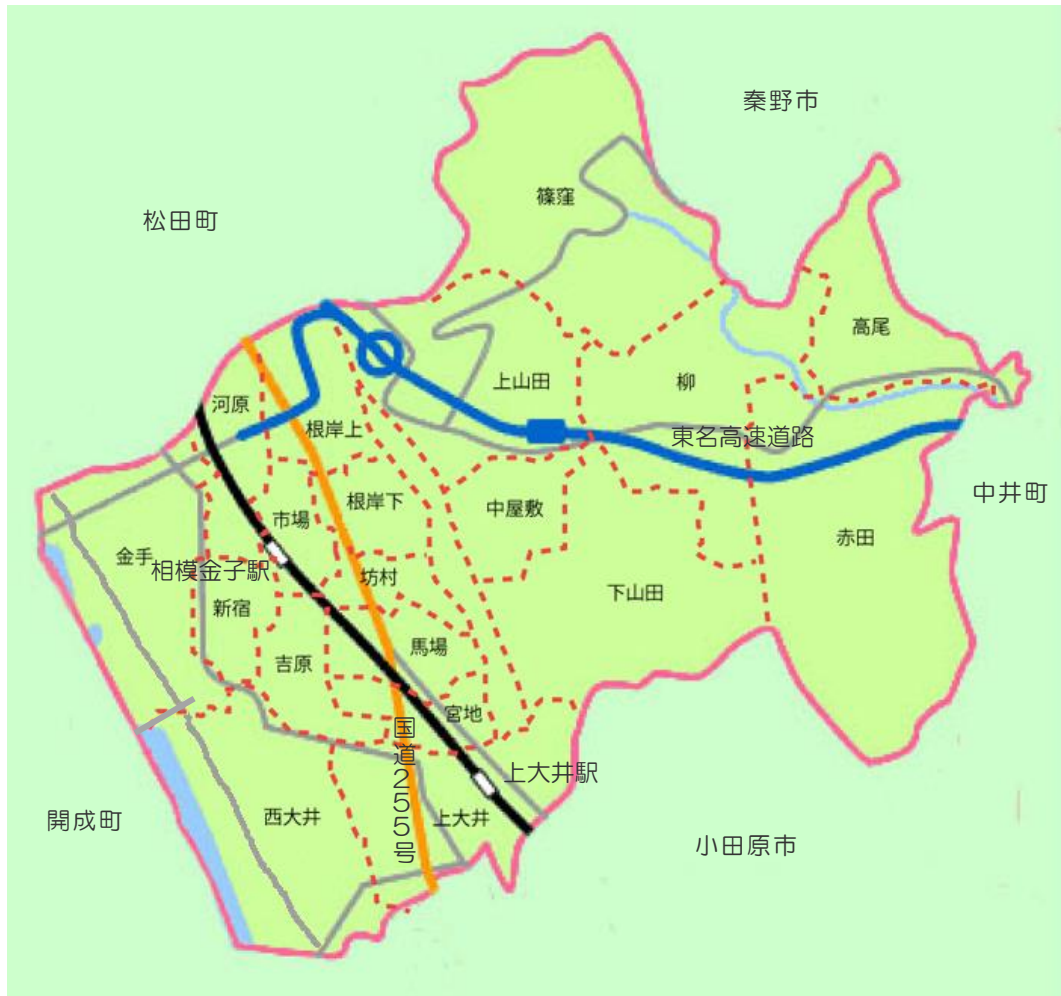 秦野市
篠窪
松田町
高尾
上山田
柳
河原
根岸上
東名高速道路
中井町
根岸下
中屋敷
市場
赤田
金手
相模金子駅
坊村
下山田
新宿
馬場
吉原
宮地
国道255号
上大井駅
開成町
西大井
上大井
小田原市